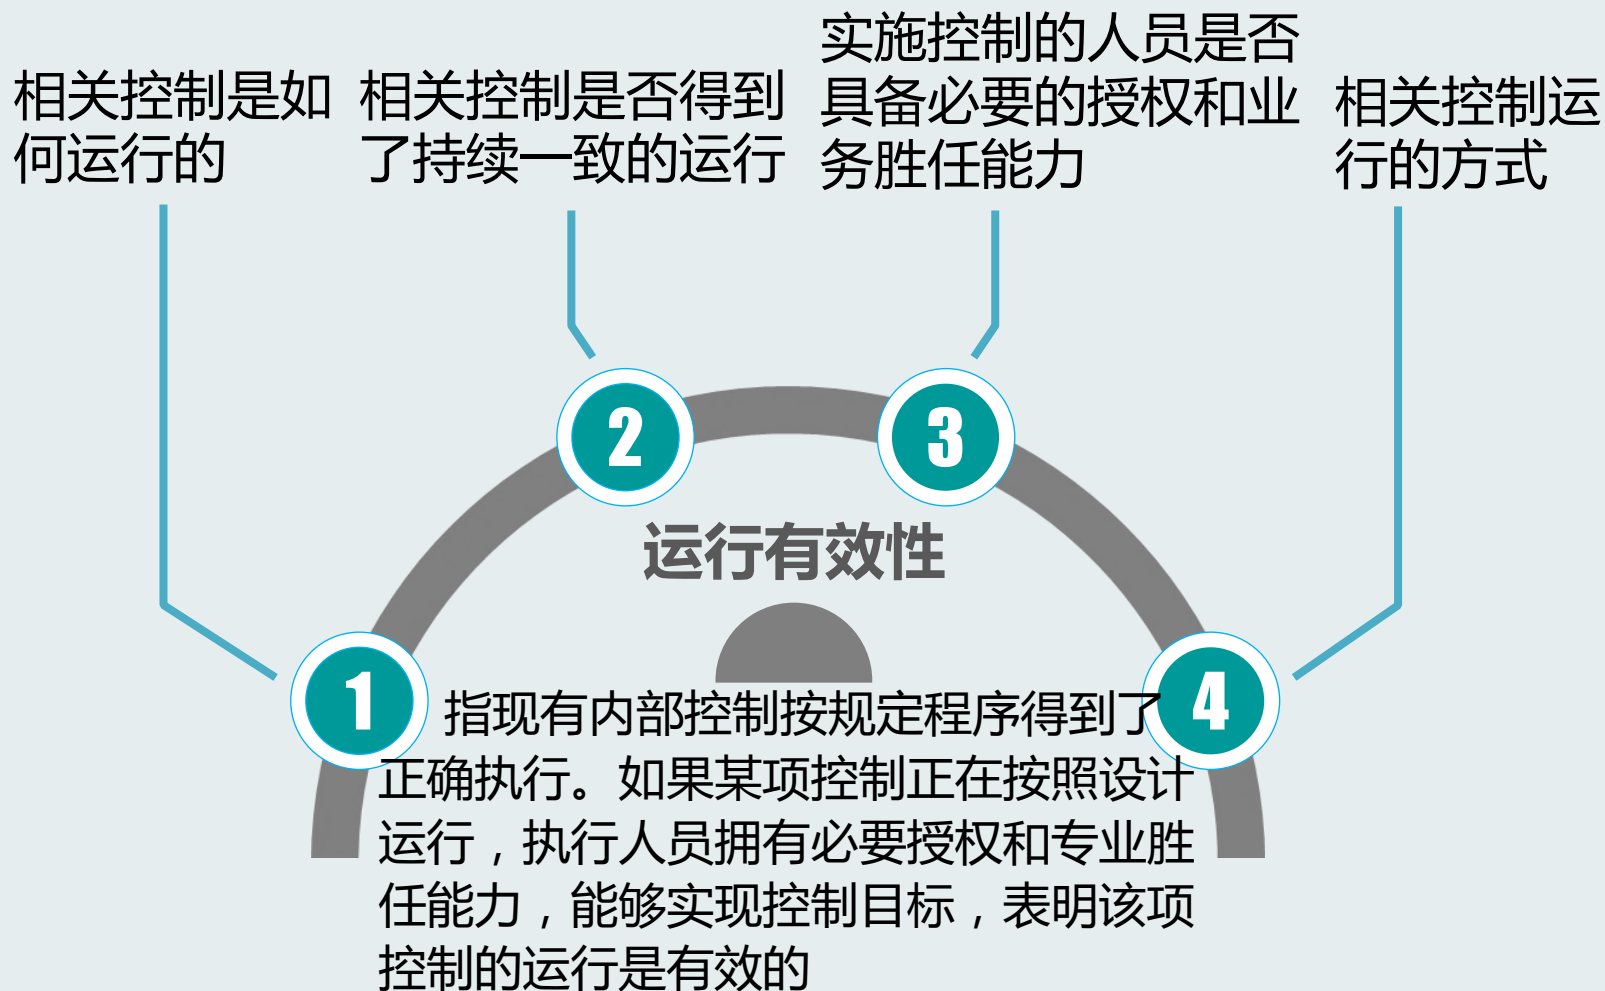 相关控制是如
何运行的
相关控制是否得到
了持续一致的运行
实施控制的人员是否
具备必要的授权和业
务胜任能力
相关控制运
行的方式
1
2
3
4
运行有效性
指现有内部控制按规定程序得到了
正确执行。如果某项控制正在按照设计
运行，执行人员拥有必要授权和专业胜
任能力，能够实现控制目标，表明该项
控制的运行是有效的